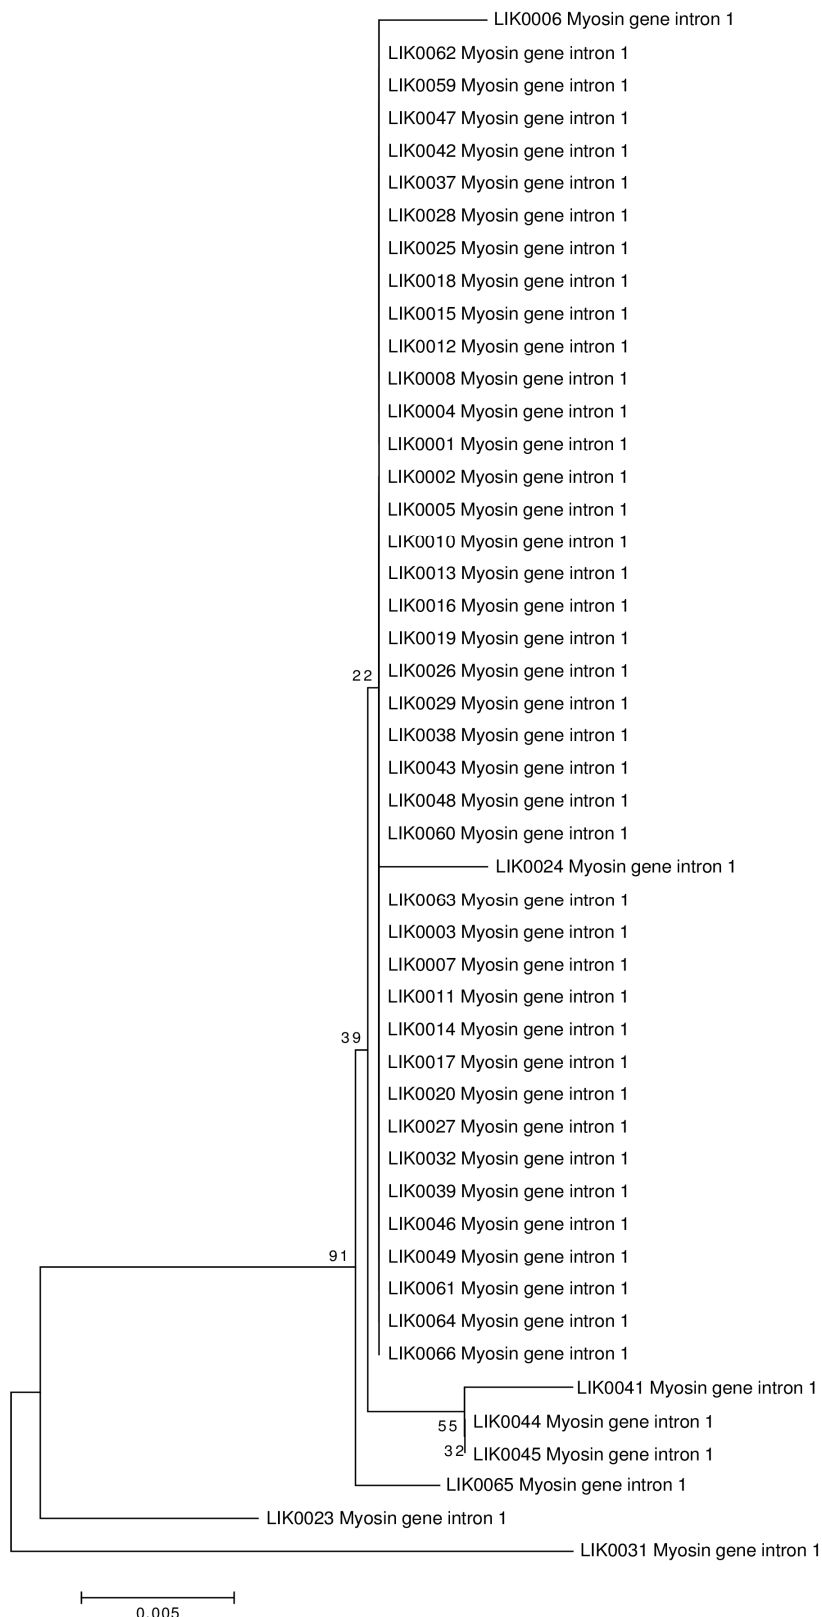 LIK0006 Myosin gene intron 1
LIK0062 Myosin gene intron 1
LIK0059 Myosin gene intron 1
LIK0047 Myosin gene intron 1
LIK0042 Myosin gene intron 1
LIK0037 Myosin gene intron 1
LIK0028 Myosin gene intron 1
LIK0025 Myosin gene intron 1
LIK0018 Myosin gene intron 1
LIK0015 Myosin gene intron 1
LIK0012 Myosin gene intron 1
LIK0008 Myosin gene intron 1
LIK0004 Myosin gene intron 1
LIK0001 Myosin gene intron 1
LIK0002 Myosin gene intron 1
LIK0005 Myosin gene intron 1
LIK0010 Myosin gene intron 1
LIK0013 Myosin gene intron 1
LIK0016 Myosin gene intron 1
LIK0019 Myosin gene intron 1
LIK0026 Myosin gene intron 1
22
LIK0029 Myosin gene intron 1
LIK0038 Myosin gene intron 1
LIK0043 Myosin gene intron 1
LIK0048 Myosin gene intron 1
LIK0060 Myosin gene intron 1
LIK0024 Myosin gene intron 1
LIK0063 Myosin gene intron 1
LIK0003 Myosin gene intron 1
LIK0007 Myosin gene intron 1
LIK0011 Myosin gene intron 1
LIK0014 Myosin gene intron 1
39
LIK0017 Myosin gene intron 1
LIK0020 Myosin gene intron 1
LIK0027 Myosin gene intron 1
LIK0032 Myosin gene intron 1
LIK0039 Myosin gene intron 1
LIK0046 Myosin gene intron 1
91
LIK0049 Myosin gene intron 1
LIK0061 Myosin gene intron 1
LIK0064 Myosin gene intron 1
LIK0066 Myosin gene intron 1
LIK0041 Myosin gene intron 1
55
LIK0044 Myosin gene intron 1
32
LIK0045 Myosin gene intron 1
LIK0065 Myosin gene intron 1
LIK0023 Myosin gene intron 1
LIK0031 Myosin gene intron 1
0.005